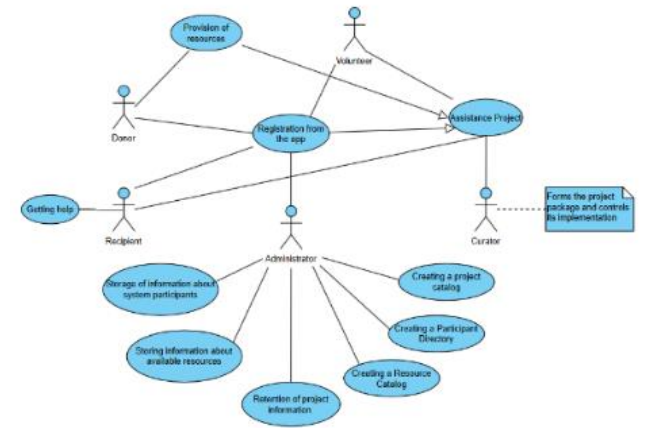 Provision of
resources
Volunteer
Donor
Registration from
the app
Assistance Project
Getting help
Recipient
Administrator
Curator
Forms the project
package and controls
its implementation
Storage of information about
system participants
Creating a project
catalog
Storing information about
available resources
Creating a Participant
Directory
Creating a Resource
Catalog
Retention of project
information